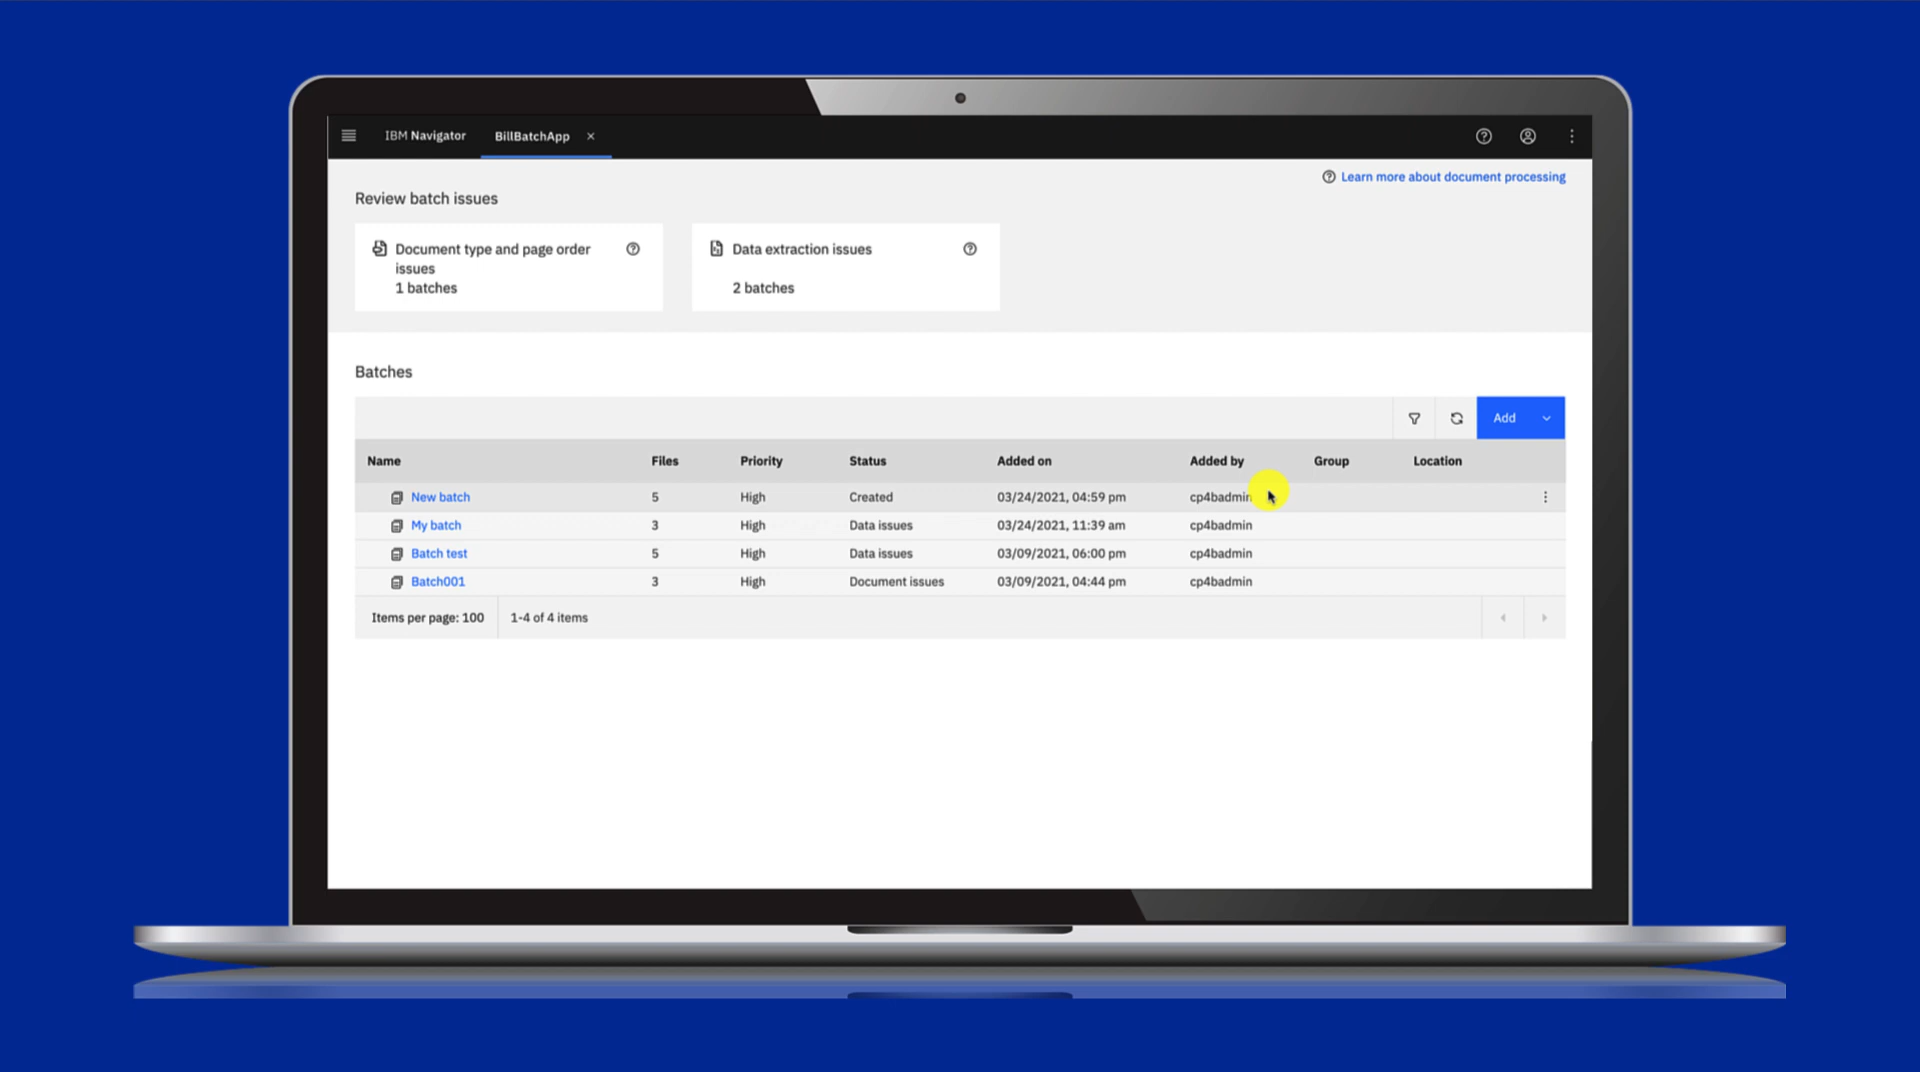 IBM Navigator BillBatchApp
Learn more about document processing
Review batch issues
Document type and page order
issues
1 batches
Data extraction issues
2 batches
Batches
Add
Name Files Priority Status Added on Added by Group Location
New batch 5 High Created 03/24/2021, 04:59 pm cp4badmin
My batch 3 High Data issues 03/24/2021, 11:39 am cp4badmin
Batch test 5 High Data issues 03/09/2021, 06:00 pm cp4badmin
Batch001 3 High Document issues 03/09/2021, 04:44 pm cp4badmin
Items per page: 100 1-4 of 4 items